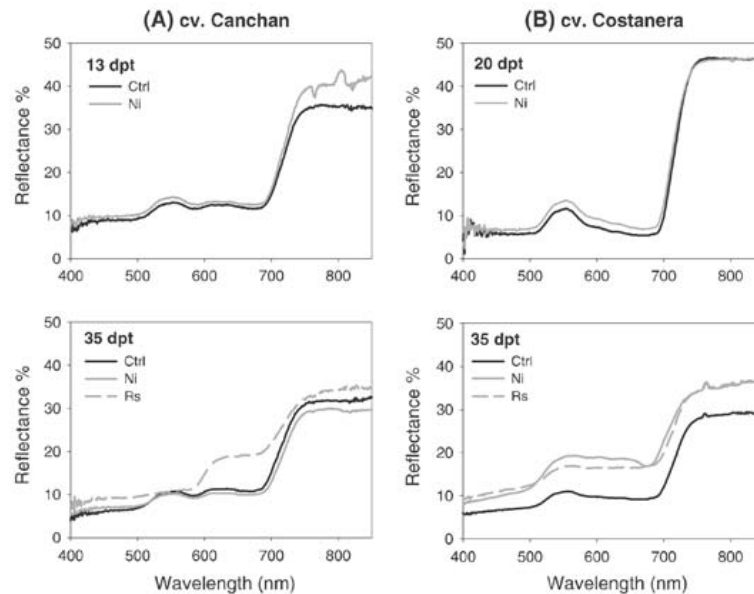 (A) cv. Canchan
(B) cv. Costanera
50
40
30
20
10
0
Reflectance %
13 dpt
Ctrl
Ni
400 500 600 700 800
50
40
30
20
10
0
Reflectance %
20 dpt
Ctrl
Ni
400 500 600 700 800
50
40
30
20
10
0
Reflectance %
35 dpt
Ctrl
Ni
Rs
400 500 600 700 800
Wavelength (nm)
50
40
30
20
10
0
Reflectance %
35 dpt
Ctrl
Ni
Rs
400 500 600 700 800
Wavelength (nm)